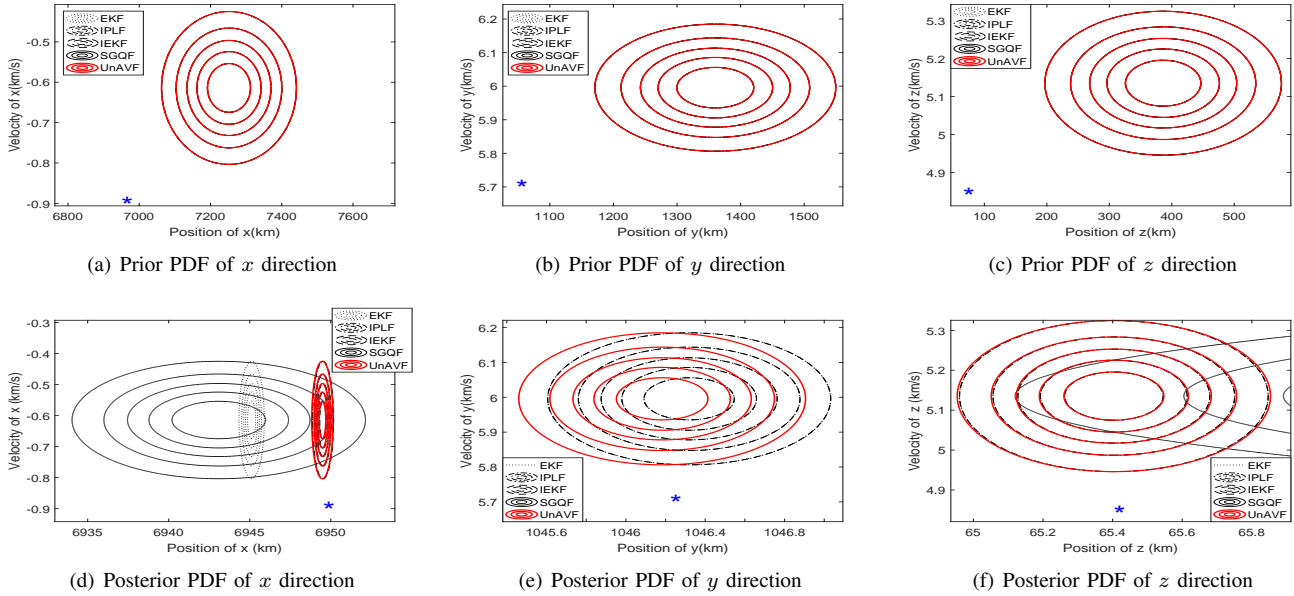 EKF
IPLF
IEKF
SGQF
UnAVF
Velocity of x(km/s)
-0.5
-0.6
-0.7
-0.8
-0.9
6800 7000 7200 7400 7600
Position of x(km)
(a) Prior PDF of x direction
EKF
IPLF
IEKF
SGQF
UnAVF
Velocity of y(km/s)
6.2
6.1
6
5.9
5.8
5.7
1100 1200 1300 1400 1500
Position of y(km)
(b) Prior PDF of y direction
EKF
IPLF
IEKF
SGQF
UnAVF
Velocity of z(km/s)
5.3
5.2
5.1
5
4.9
100 200 300 400 500
Position of z(km)
(c) Prior PDF of z direction
EKF
IPLF
IEKF
SGQF
UnAVF
Velocity of x (km/s)
-0.3
-0.4
-0.5
-0.6
-0.7
-0.8
-0.9
6935 6940 6945 6950
Position of x (km)
(d) Posterior PDF of x direction
EKF
IPLF
IEKF
SGQF
UnAVF
Velocity of y(km/s)
6.2
6.1
6
5.9
5.8
5.7
1045.6 1046 1046.4 1046.8
Position of y(km)
(e) Posterior PDF of y direction
EKF
IPLF
IEKF
SGQF
UnAVF
Velocity of z (km/s)
5.3
5.2
5.1
5
4.9
65 65.2 65.4 65.6 65.8
Position of z (km)
(f) Posterior PDF of z direction